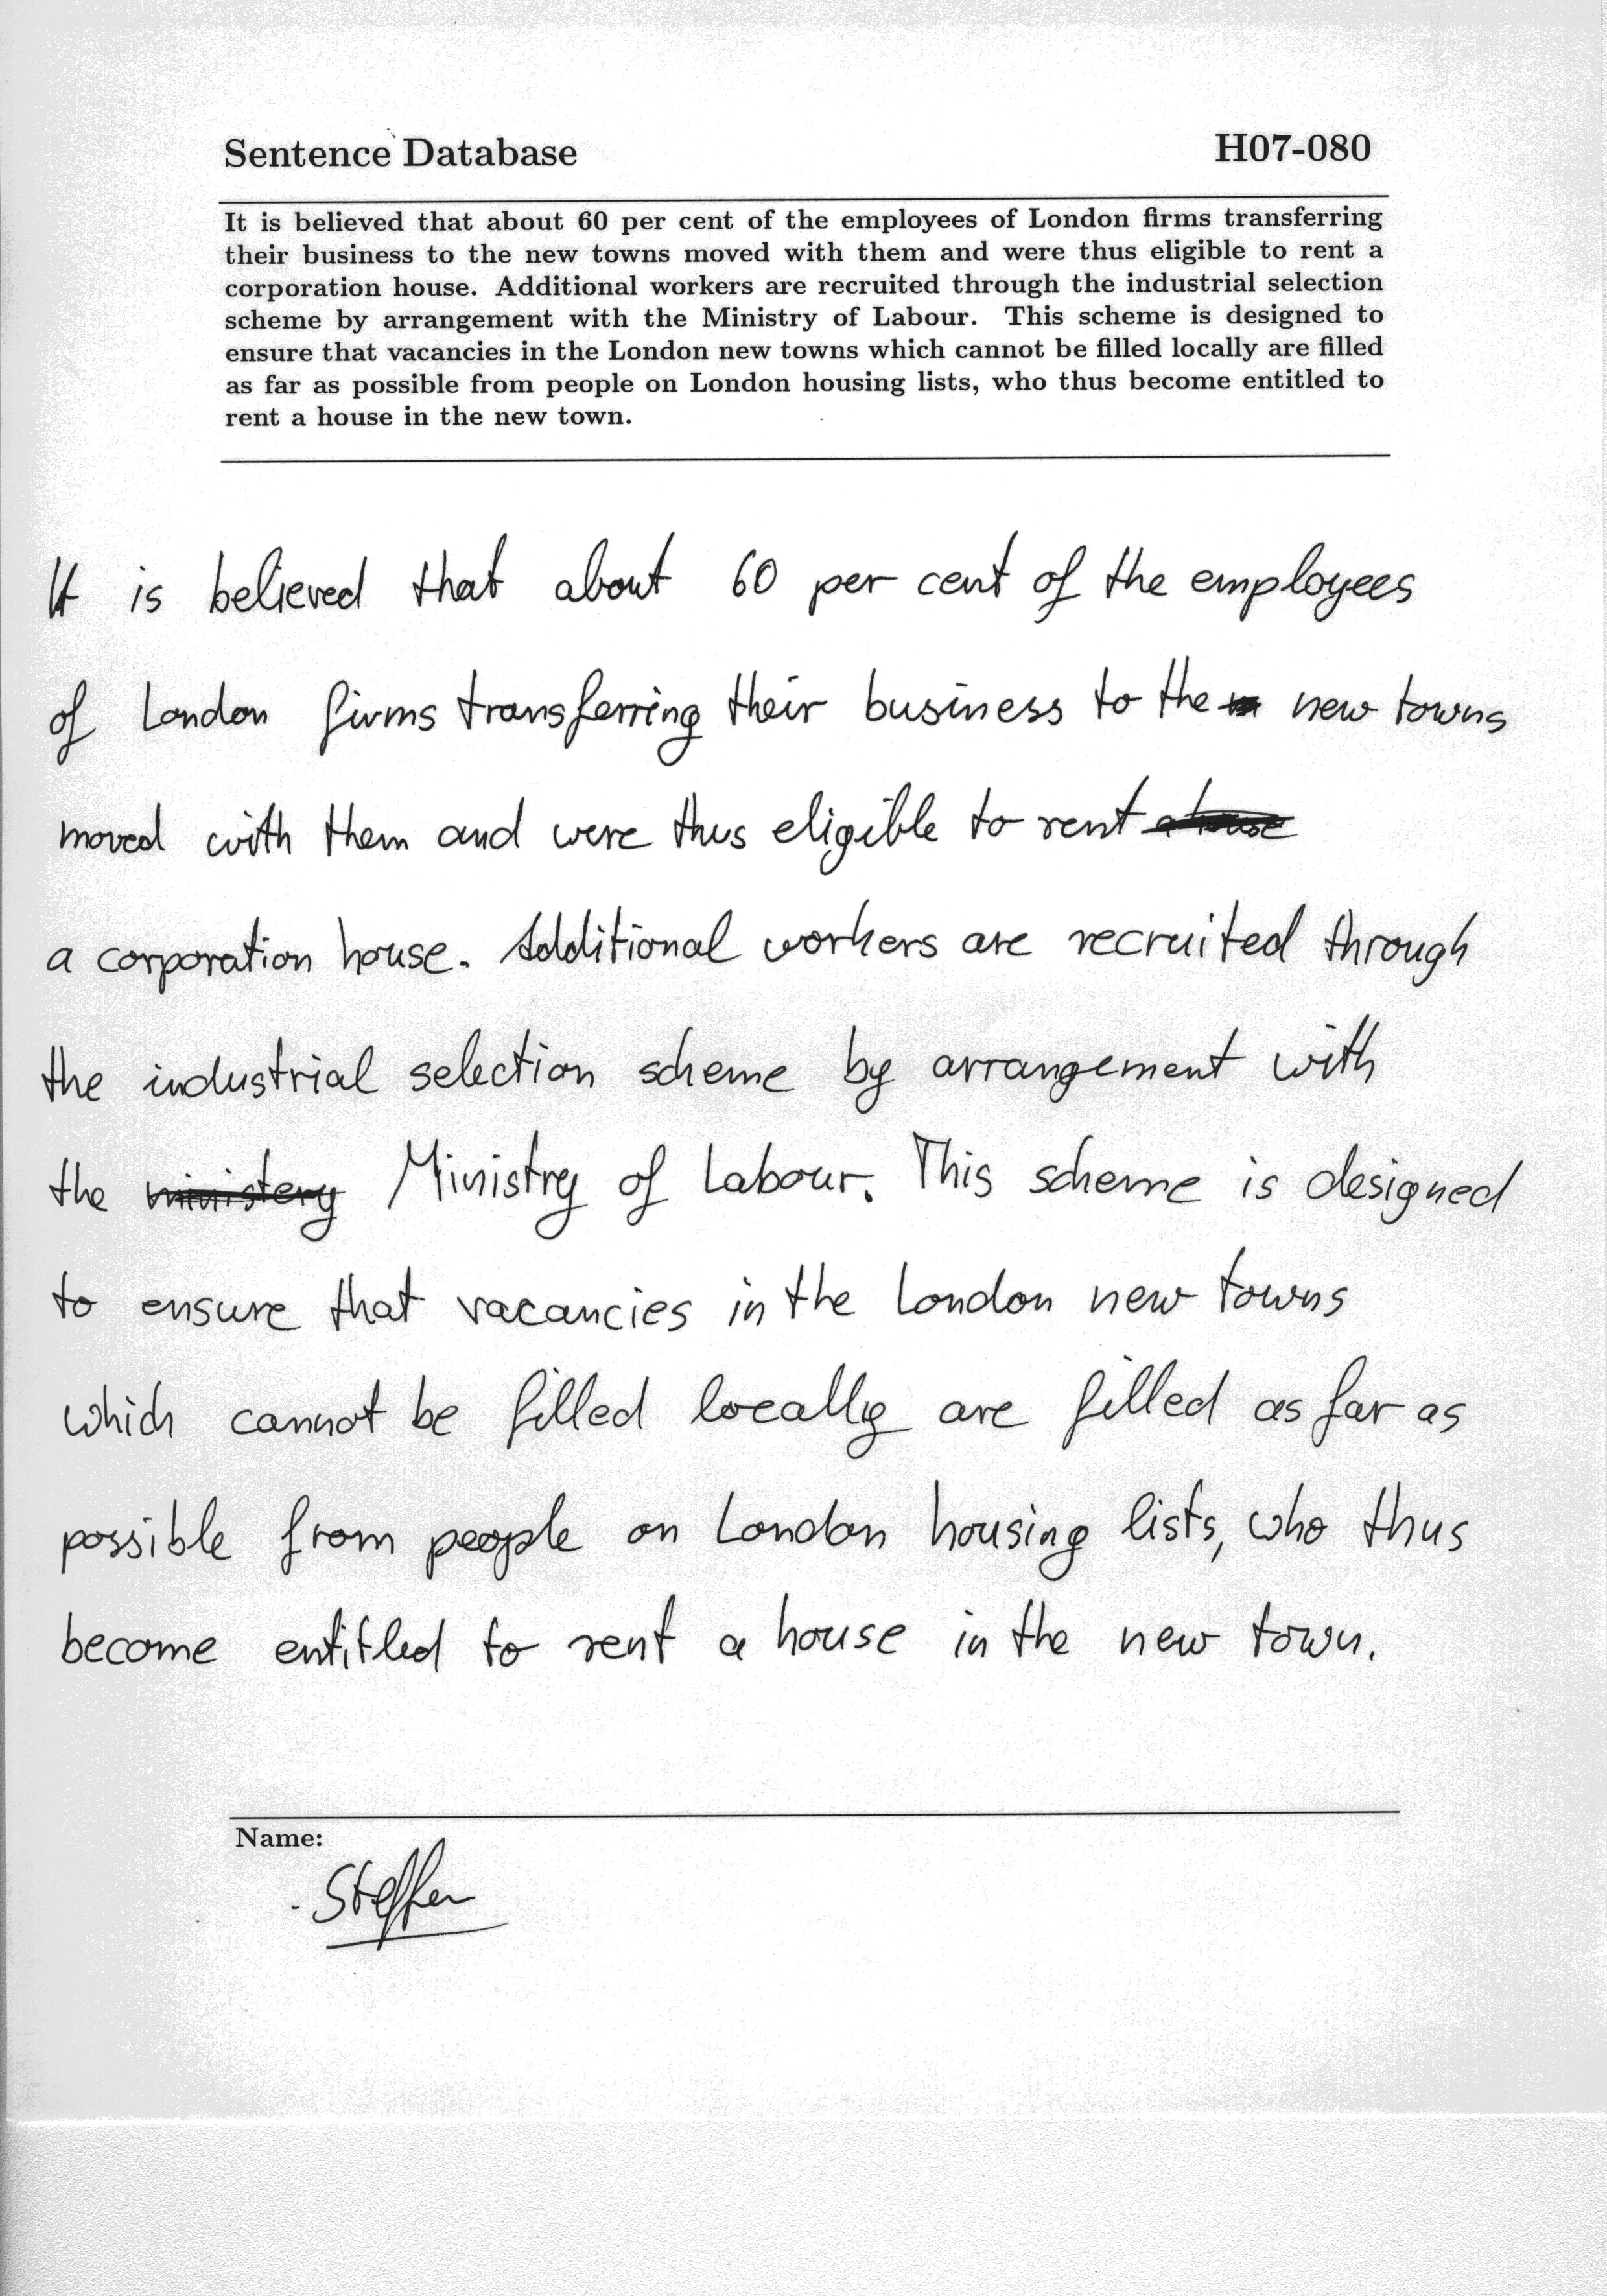 Sentence Database H07-080
It is believed that about 60 per cent of the employees of London firms transferring
their business to the new towns moved with them and were thus eligible to rent a
corporation house. Additional workers are recruited through the industrial selection
scheme by arrangement with the Ministry of Labour. This scheme is designed to
ensure that vacancies in the London new towns which cannot be filled locally are filled
as far as possible from people on London housing lists, who thus become entitled to
rent a house in the new town.
It is believed that about 60 per cent of the employees
of London firms transferring their business to the new towns
moved with them and were thus eligible to rent
a corporation house. Additional workers are recruited through
the industrial selection scheme by arrangement with
the ministery Ministry of Labour. This scheme is designed
to ensure that vacancies in the London new towns
which cannot be filled locally are filled as far as
possible from people on London housing lists, who thus
become entitled to rent a house in the new town.
Name:
Steffen